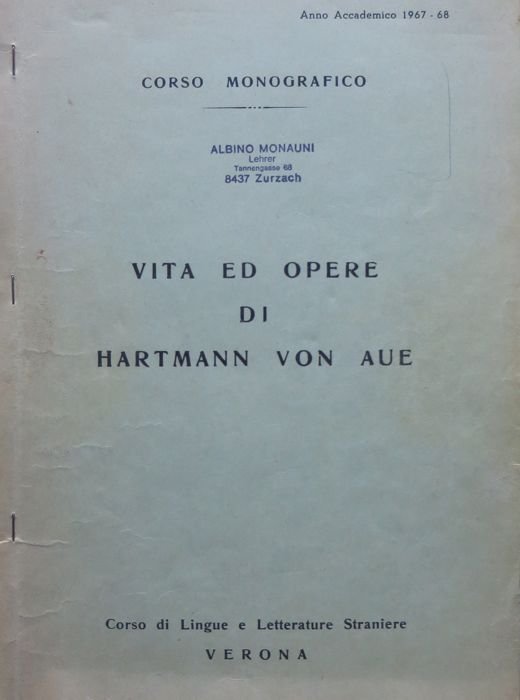 Anno Accademico 1967 - 68
CORSO MONOGRAFICO
ALBINO MONAUNI
Lehrer
Tannengasse 68
8437 Zurzach
VITA ED OPERE
DI
HARTMANN VON AUE
Corso di Lingue e Letterature Straniere
VERONA